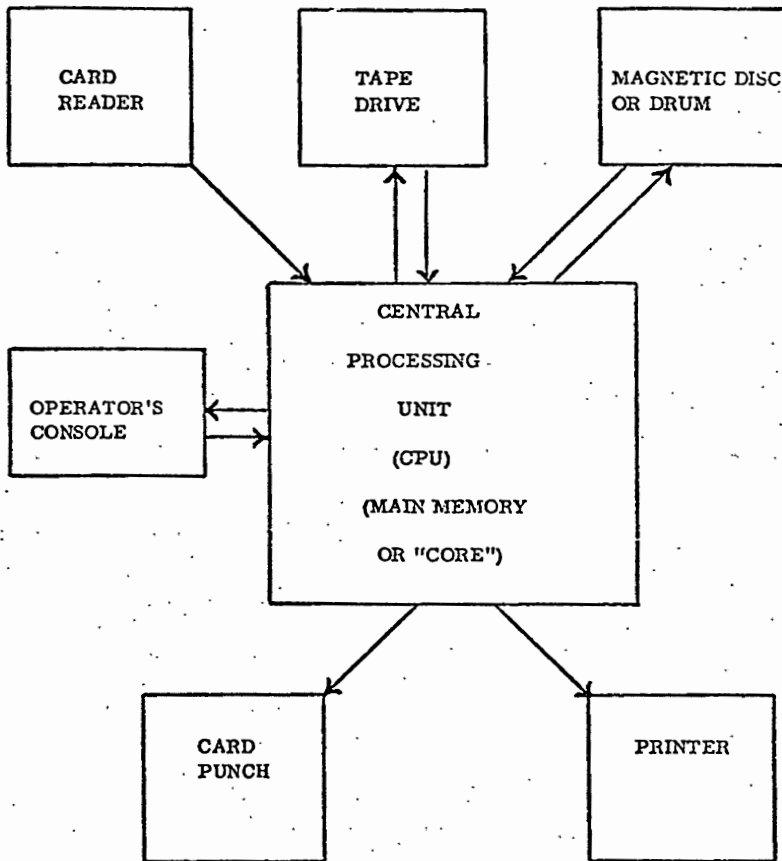 CARD
READER
TAPE
DRIVE
MAGNETIC DISC
OR DRUM
OPERATOR'S
CONSOLE
CENTRAL
PROCESSING
UNIT
(CPU)
(MAIN MEMORY
OR "CORE")
CARD
PUNCH
PRINTER